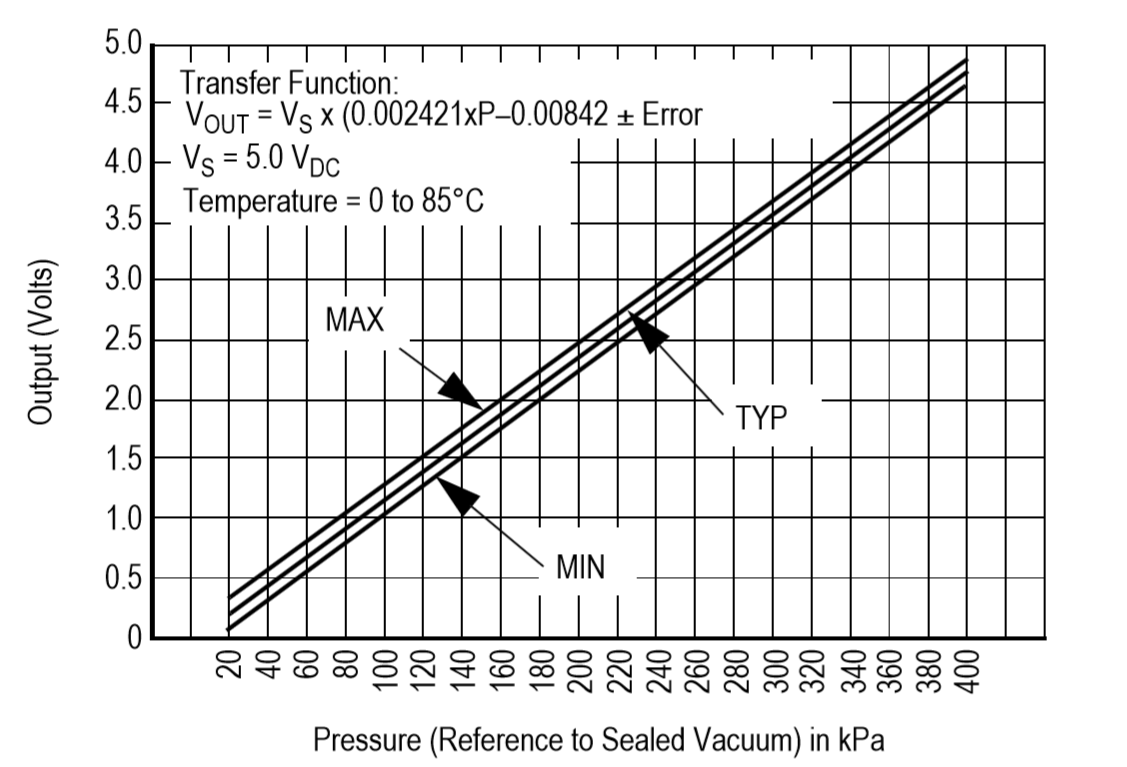 Transfer Function:
VOUT = VS x (0.002421xP–0.00842 ± Error
VS = 5.0 VDC
Temperature = 0 to 85°C
5.0
4.5
4.0
3.5
3.0
2.5
2.0
1.5
1.0
0.5
0
Output (Volts)
MAX
TYP
MIN
20 40 60 80 100 120 140 160 180 200 220 240 260 280 300 320 340 360 380 400
Pressure (Reference to Sealed Vacuum) in kPa